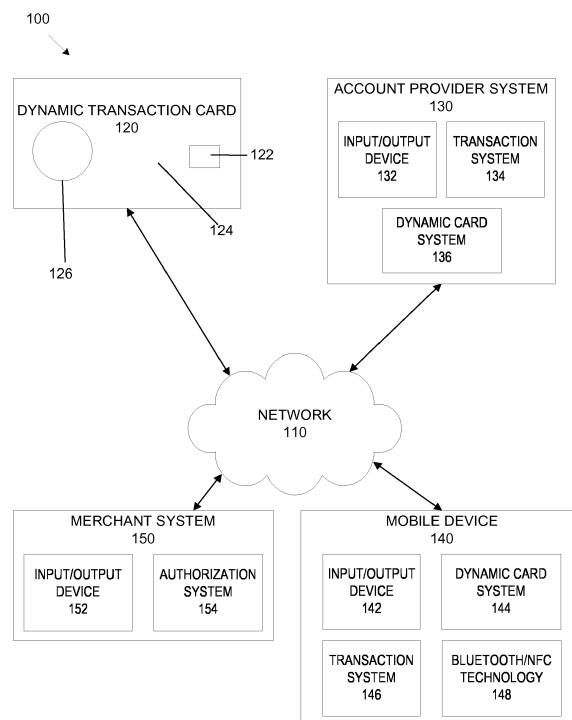 100
DYNAMIC TRANSACTION CARD
120
122
124
126
ACCOUNT PROVIDER SYSTEM
130
INPUT/OUTPUT
DEVICE
132
TRANSACTION
SYSTEM
134
DYNAMIC CARD
SYSTEM
136
NETWORK
110
MERCHANT SYSTEM
150
INPUT/OUTPUT
DEVICE
152
AUTHORIZATION
SYSTEM
154
MOBILE DEVICE
140
INPUT/OUTPUT
DEVICE
142
DYNAMIC CARD
SYSTEM
144
TRANSACTION
SYSTEM
146
BLUETOOTH/NFC
TECHNOLOGY
148